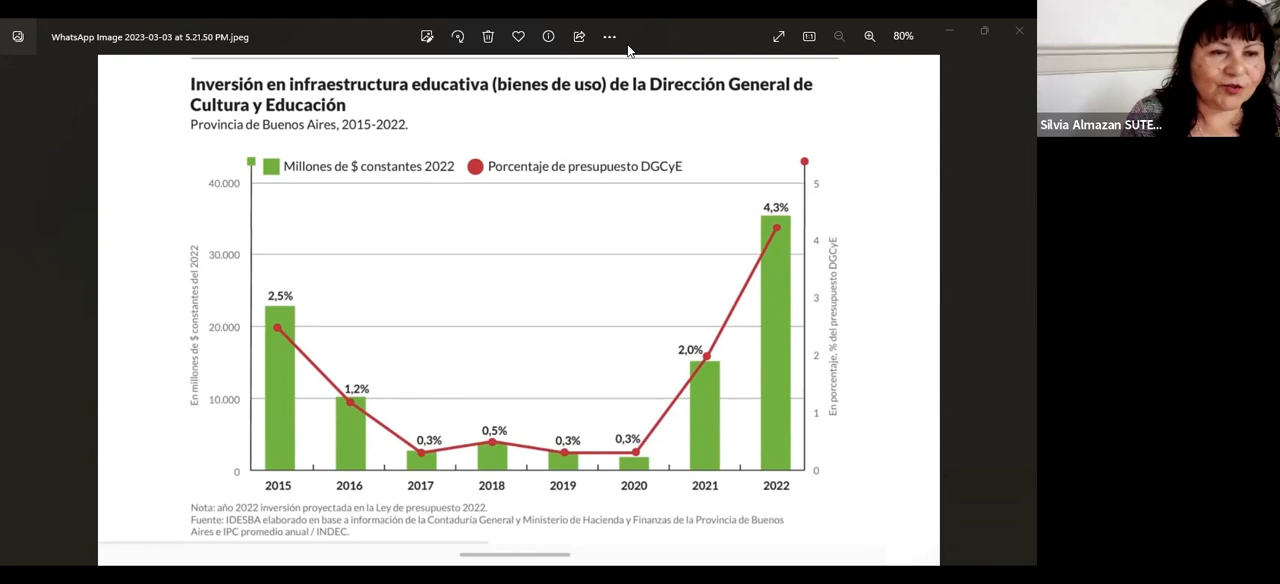 WhatsApp Image 2023-03-03 at 5.21.50 PM.jpeg
80%
Silvia Almazan SUTE...
Inversión en infraestructura educativa (bienes de uso) de la Dirección General de
Cultura y Educación
Provincia de Buenos Aires, 2015-2022.
Millones de $ constantes 2022
Porcentaje de presupuesto DGCyE
En millones de $ constantes del 2022
40.000
30.000
20.000
10.000
0
2,5%
1,2%
0,3%
0,5%
0,3%
0,3%
2,0%
4,3%
5
4
3
2
1
0
En porcentaje, % del presupuesto DGCyE
2015 2016 2017 2018 2019 2020 2021 2022
Nota: año 2022 inversión proyectada en la Ley de presupuesto 2022.
Fuente: IDESBA elaborado en base a información de la Contaduría General y Ministerio de Hacienda y Finanzas de la Provincia de Buenos
Aires e IPC promedio anual / INDEC.